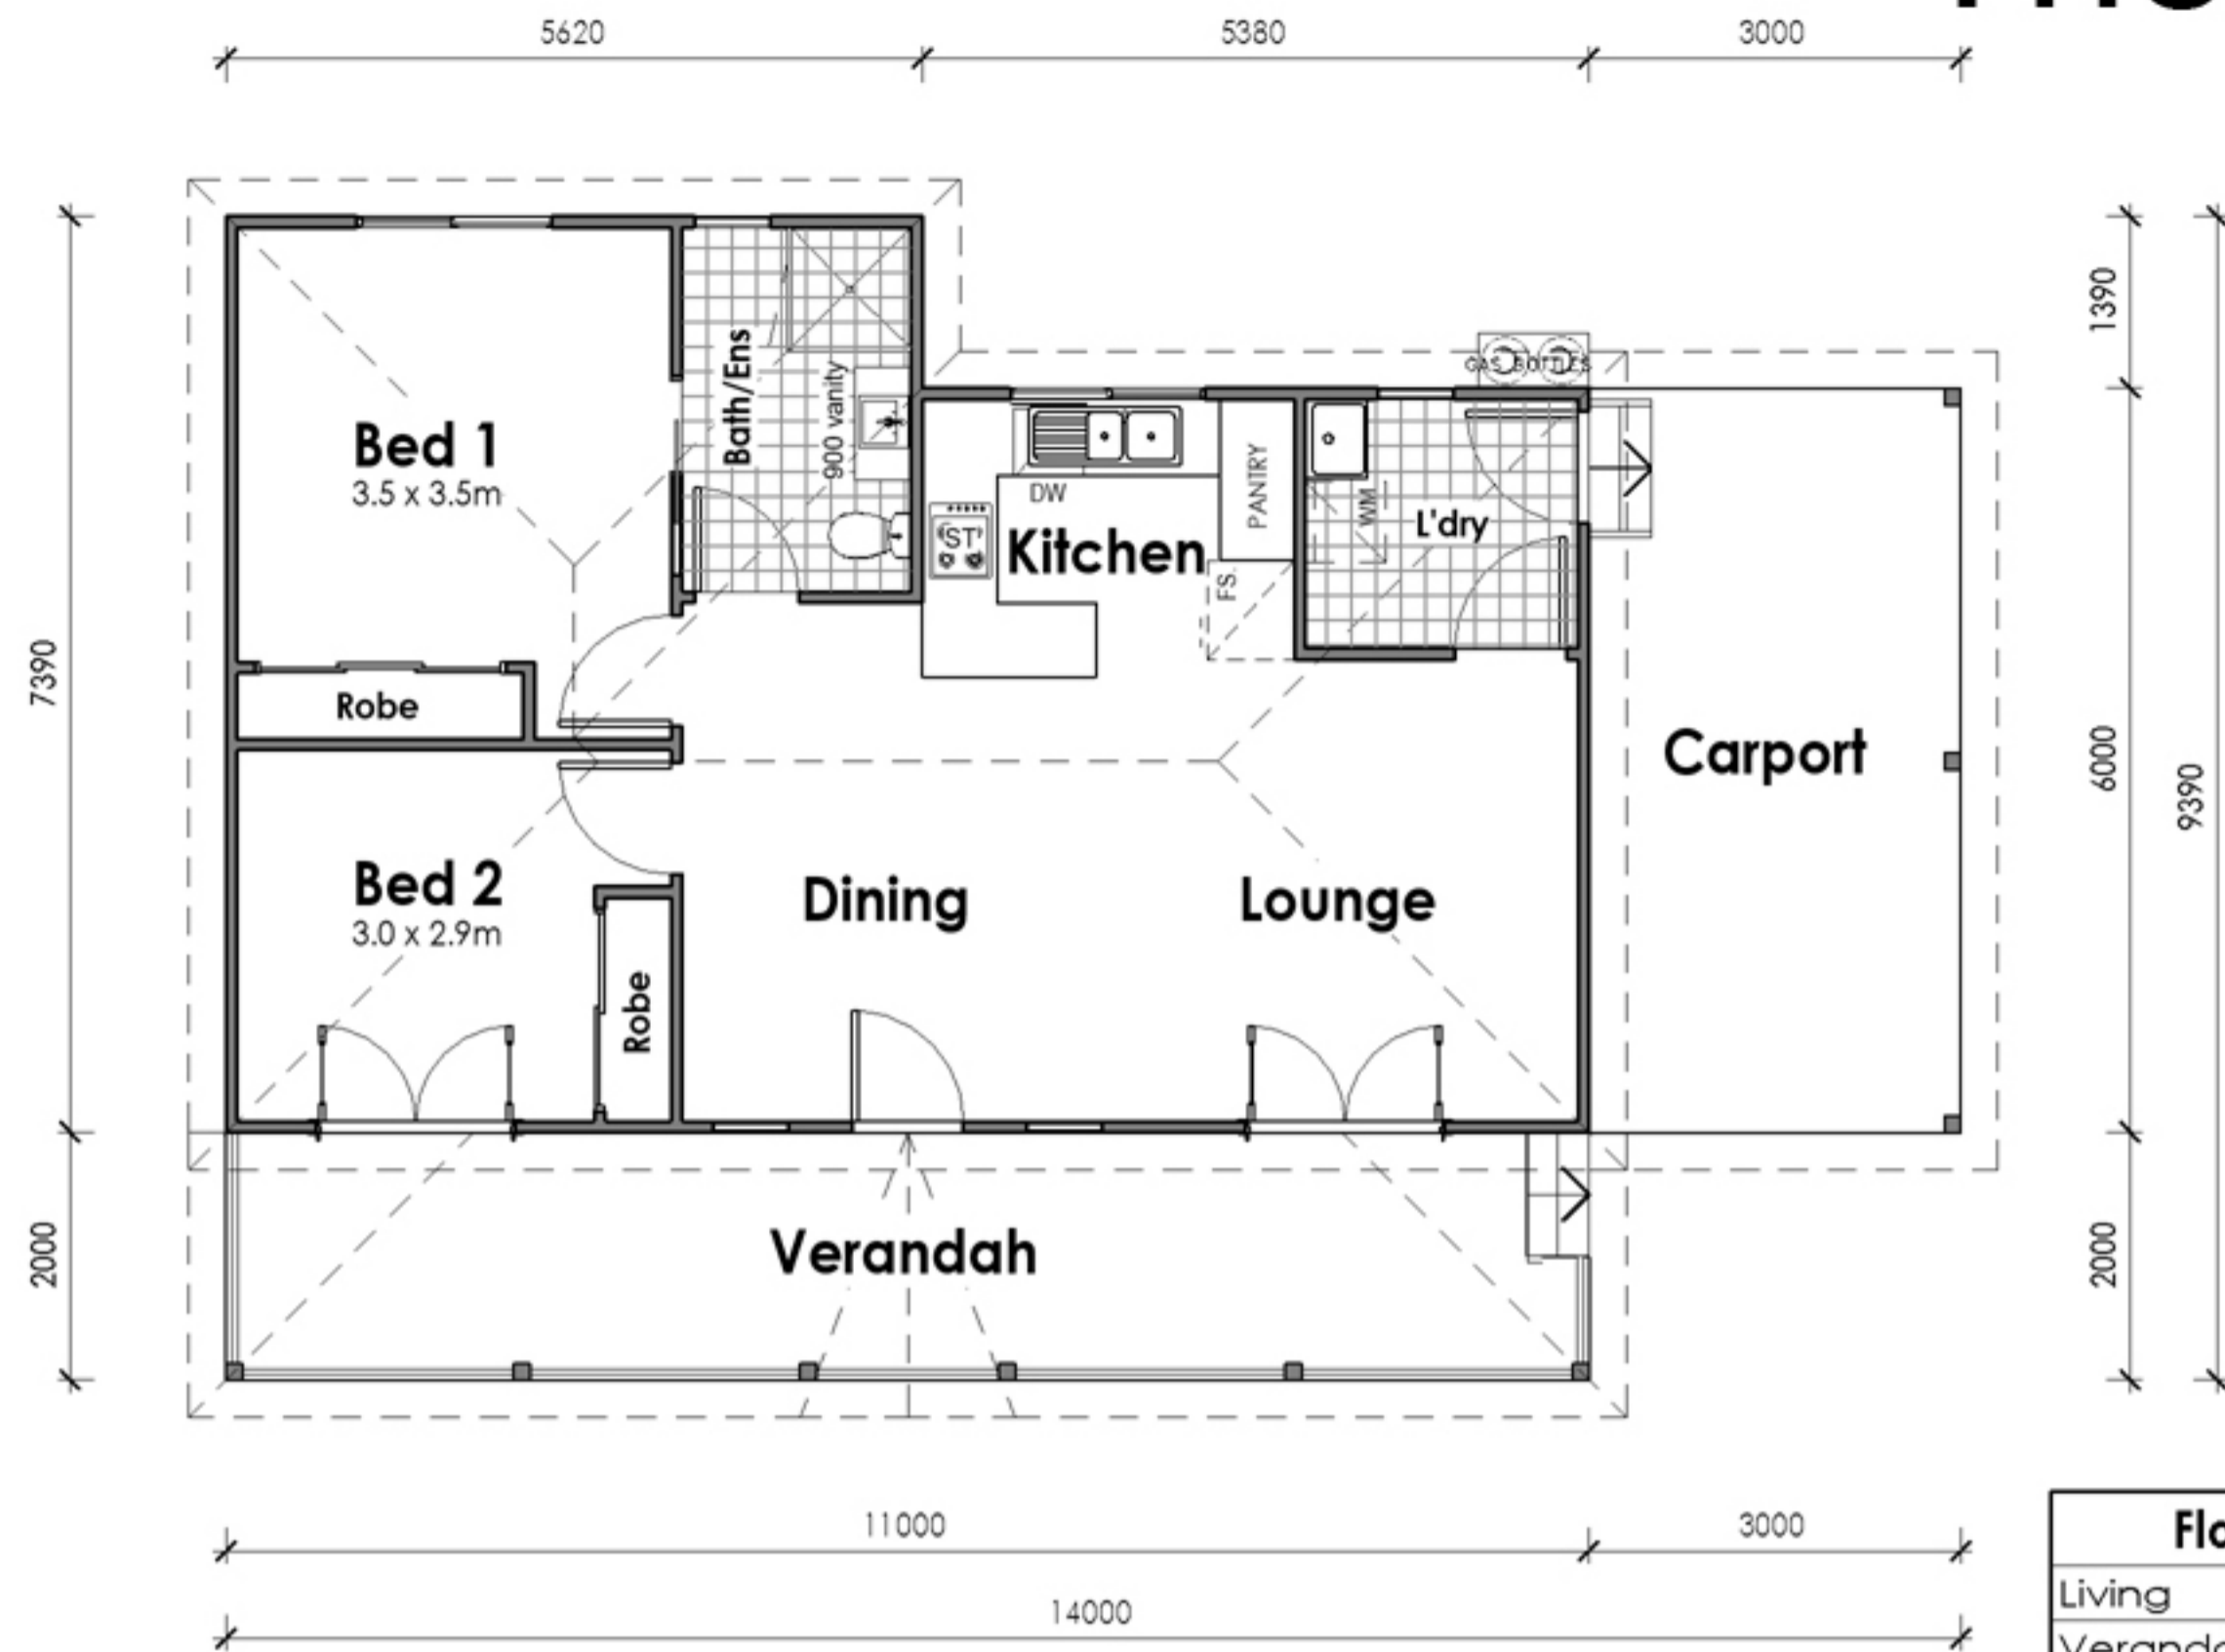 5620
5380
3000
1390
GAS BOTTLES
Bath/Ens
900 vanity
Bed 1
3.5 x 3.5m
DW
PANTRY
WM
L'dry
ST
Kitchen
FS.
7390
Robe
Carport
6000
9390
Bed 2
3.0 x 2.9m
Dining
Lounge
Robe
2000
Verandah
2000
11000
3000
14000
Living